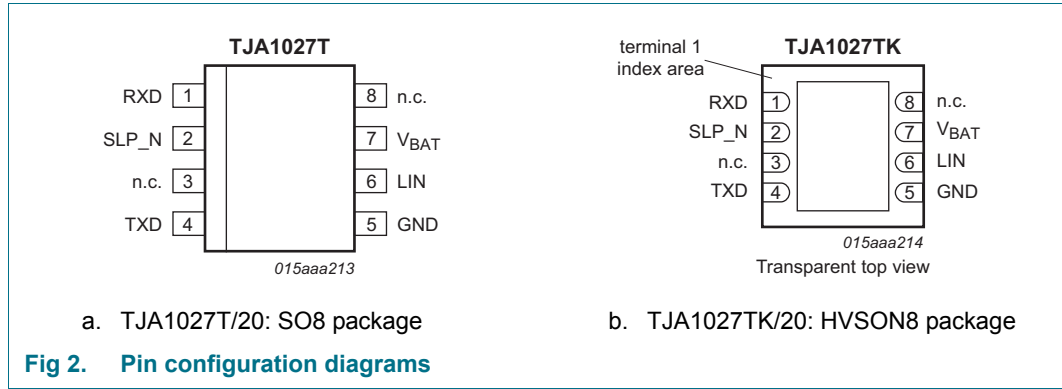 TJA1027T
RXD 1
SLP_N 2
n.c. 3
TXD 4
8 n.c.
7 VBAT
6 LIN
5 GND
015aaa213
a. TJA1027T/20: SO8 package
terminal 1
index area
TJA1027TK
RXD 1
SLP_N 2
n.c. 3
TXD 4
8 n.c.
7 VBAT
6 LIN
5 GND
015aaa214
Transparent top view
b. TJA1027TK/20: HVSON8 package
Fig 2. Pin configuration diagrams